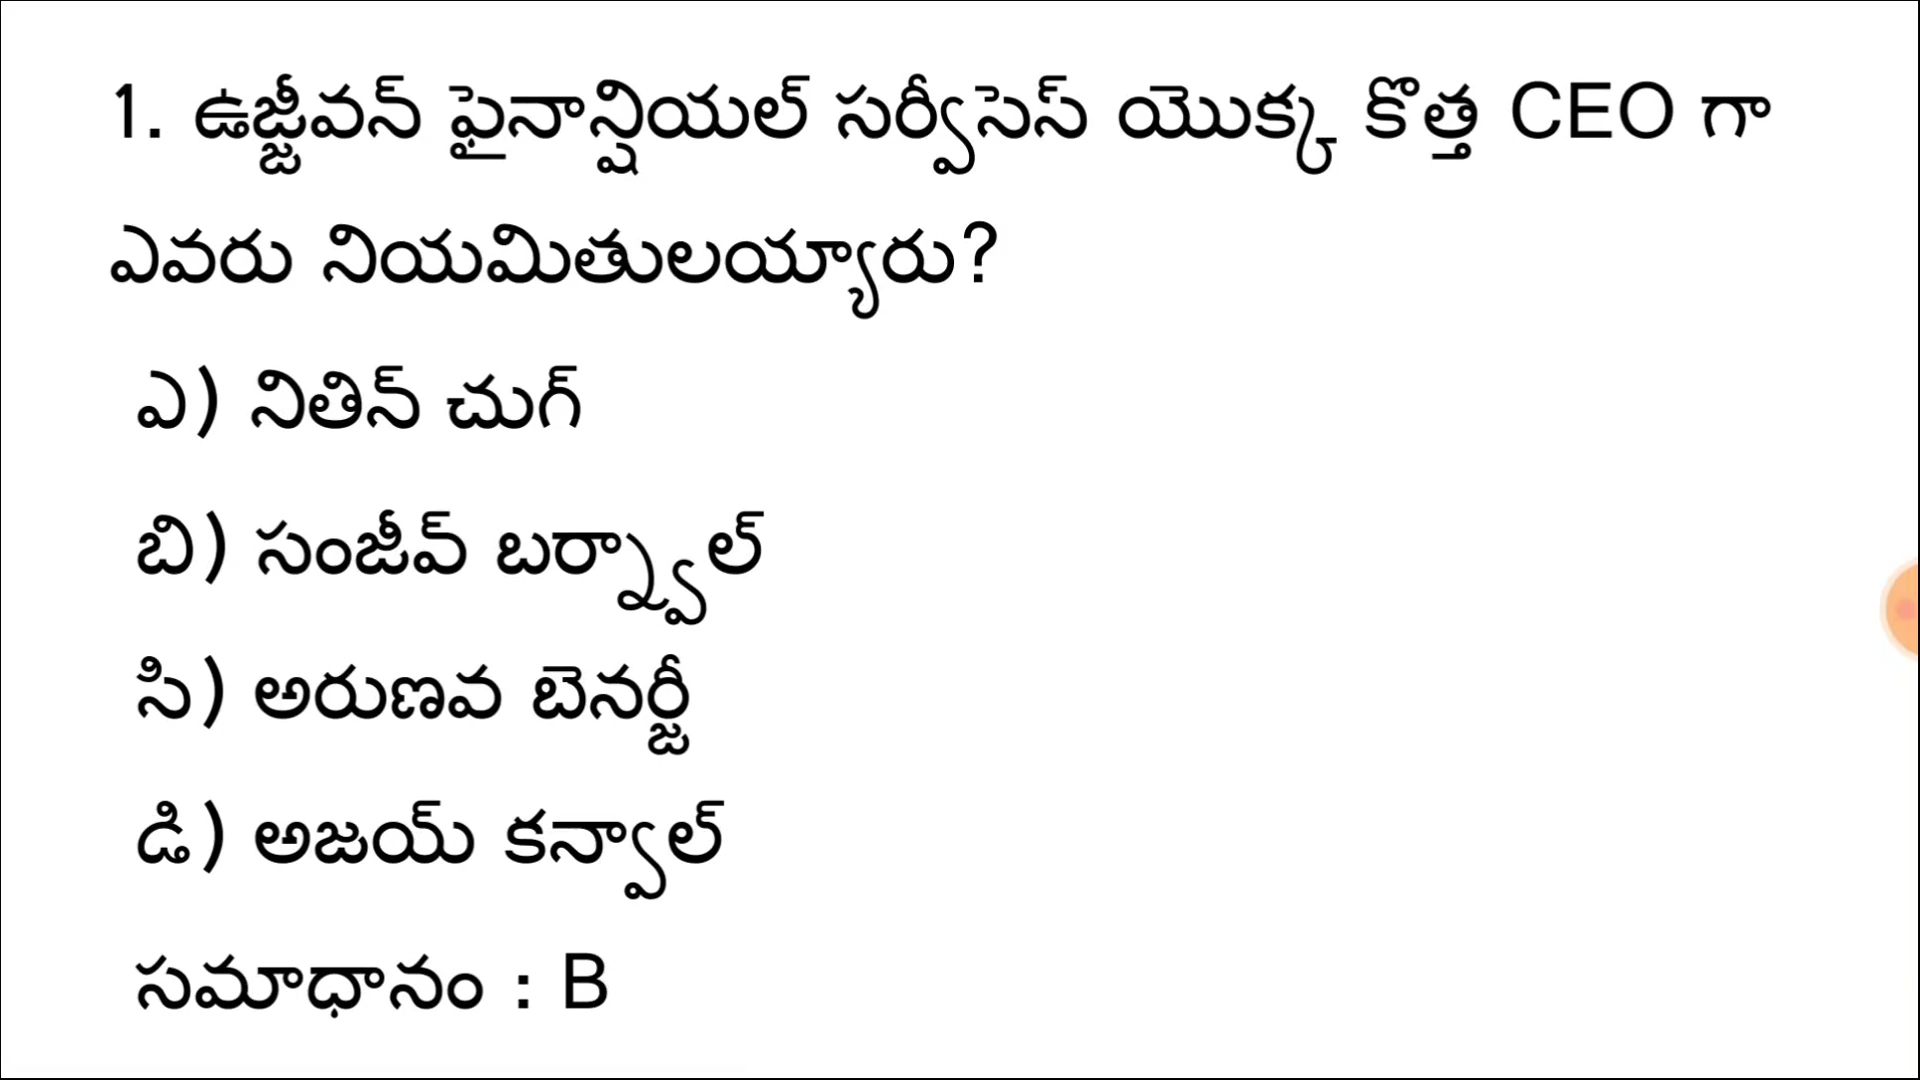 1. ఉజ్జీవన్ ఫైనాన్షియల్ సర్వీసెస్ యొక్క కొత్త CEO గా
ఎవరు నియమితులయ్యారు?
ఎ) నితిన్ చుగ్
బి) సంజీవ్ బర్న్వాల్
సి) అరుణవ బెనర్జీ
డి) అజయ్ కన్వాల్
సమాధానం : B